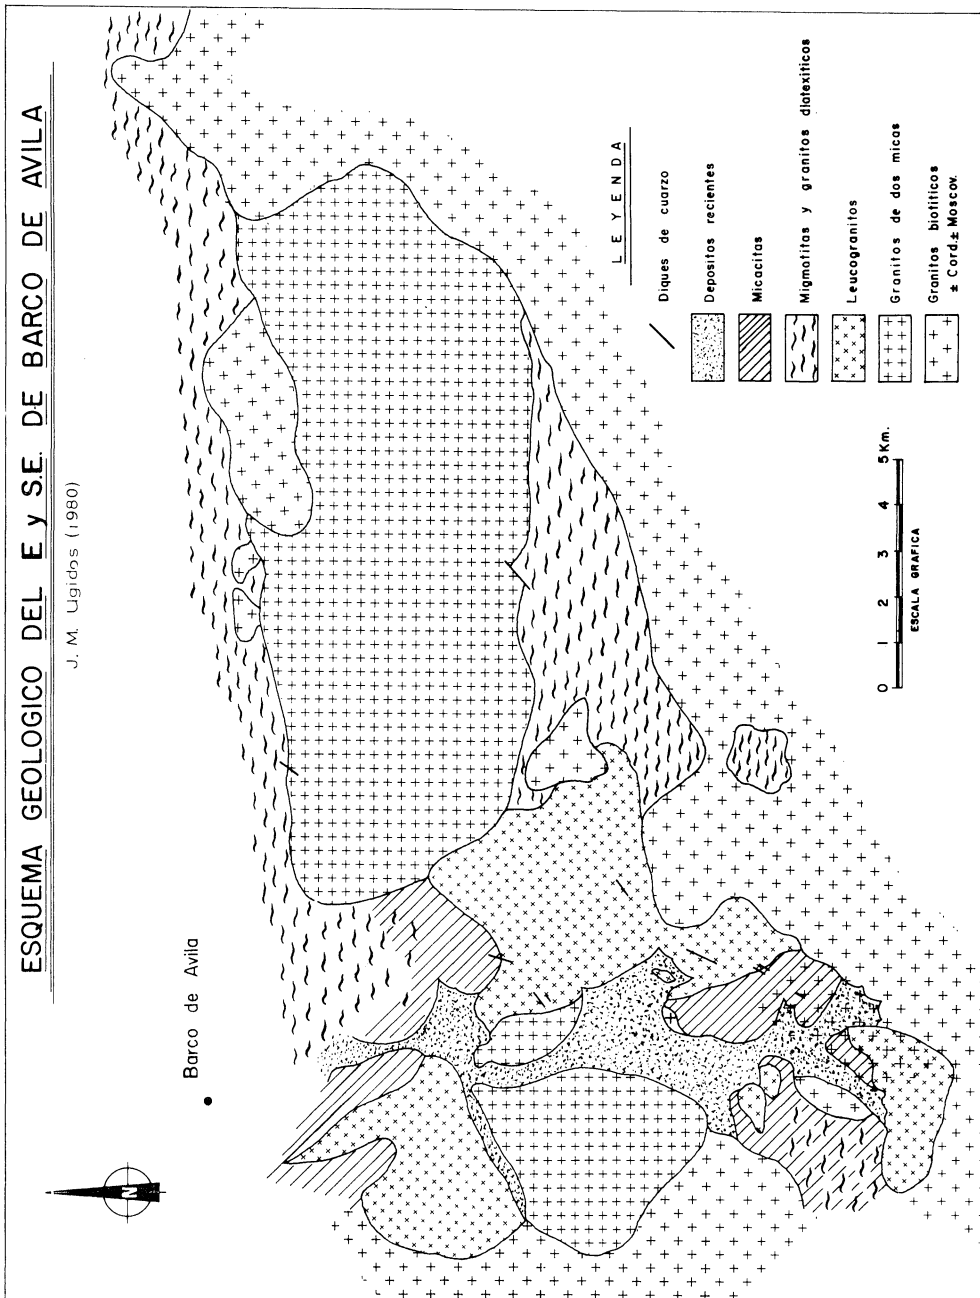 ESQUEMA GEOLOGICO DEL E y S.E. DE BARCO DE AVILA
J. M. Ugidos (1980)
N
Barco de Avila
LEYENDA
Diques de cuarzo
Depositos recientes
Micacitas
Migmatitas y granitos diatexiticos
Leucogranitos
Granitos de dos micas
Granitos biotiticos
± Cord.± Moscov.
0 1 2 3 4 5 Km.
ESCALA GRAFICA